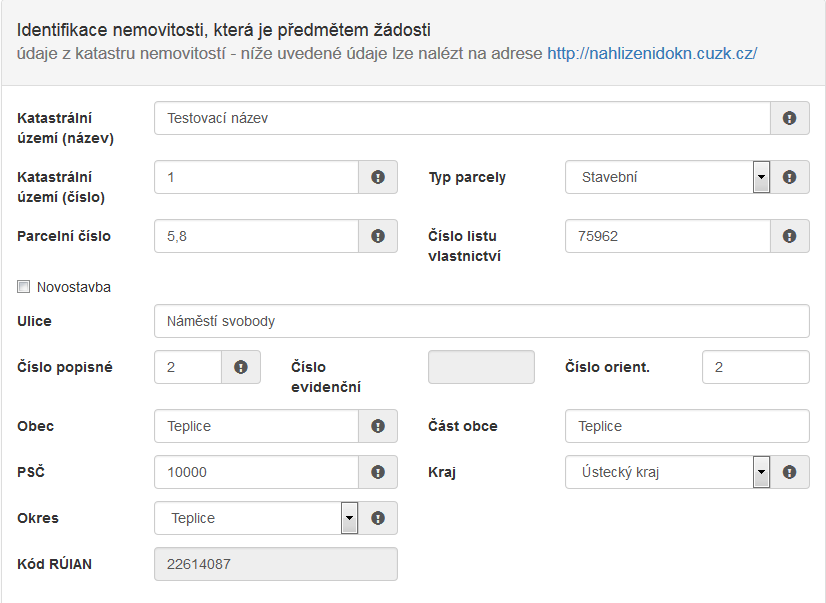 Identifikace nemovitosti, která je předmětem žádosti
údaje z katastru nemovitostí - níže uvedené údaje lze nalézt na adrese http://nahlizenidokn.cuzk.cz/
Katastrální
území (název)
Testovací název
Katastrální
území (číslo)
1
Typ parcely
Stavební
Parcelní číslo
5,8
Číslo listu
vlastnictví
75962
Novostavba
Ulice
Náměstí svobody
Číslo popisné
2
Číslo
evidenční
Číslo orient.
2
Obec
Teplice
Část obce
Teplice
PSČ
10000
Kraj
Ústecký kraj
Okres
Teplice
Kód RÚIAN
22614087